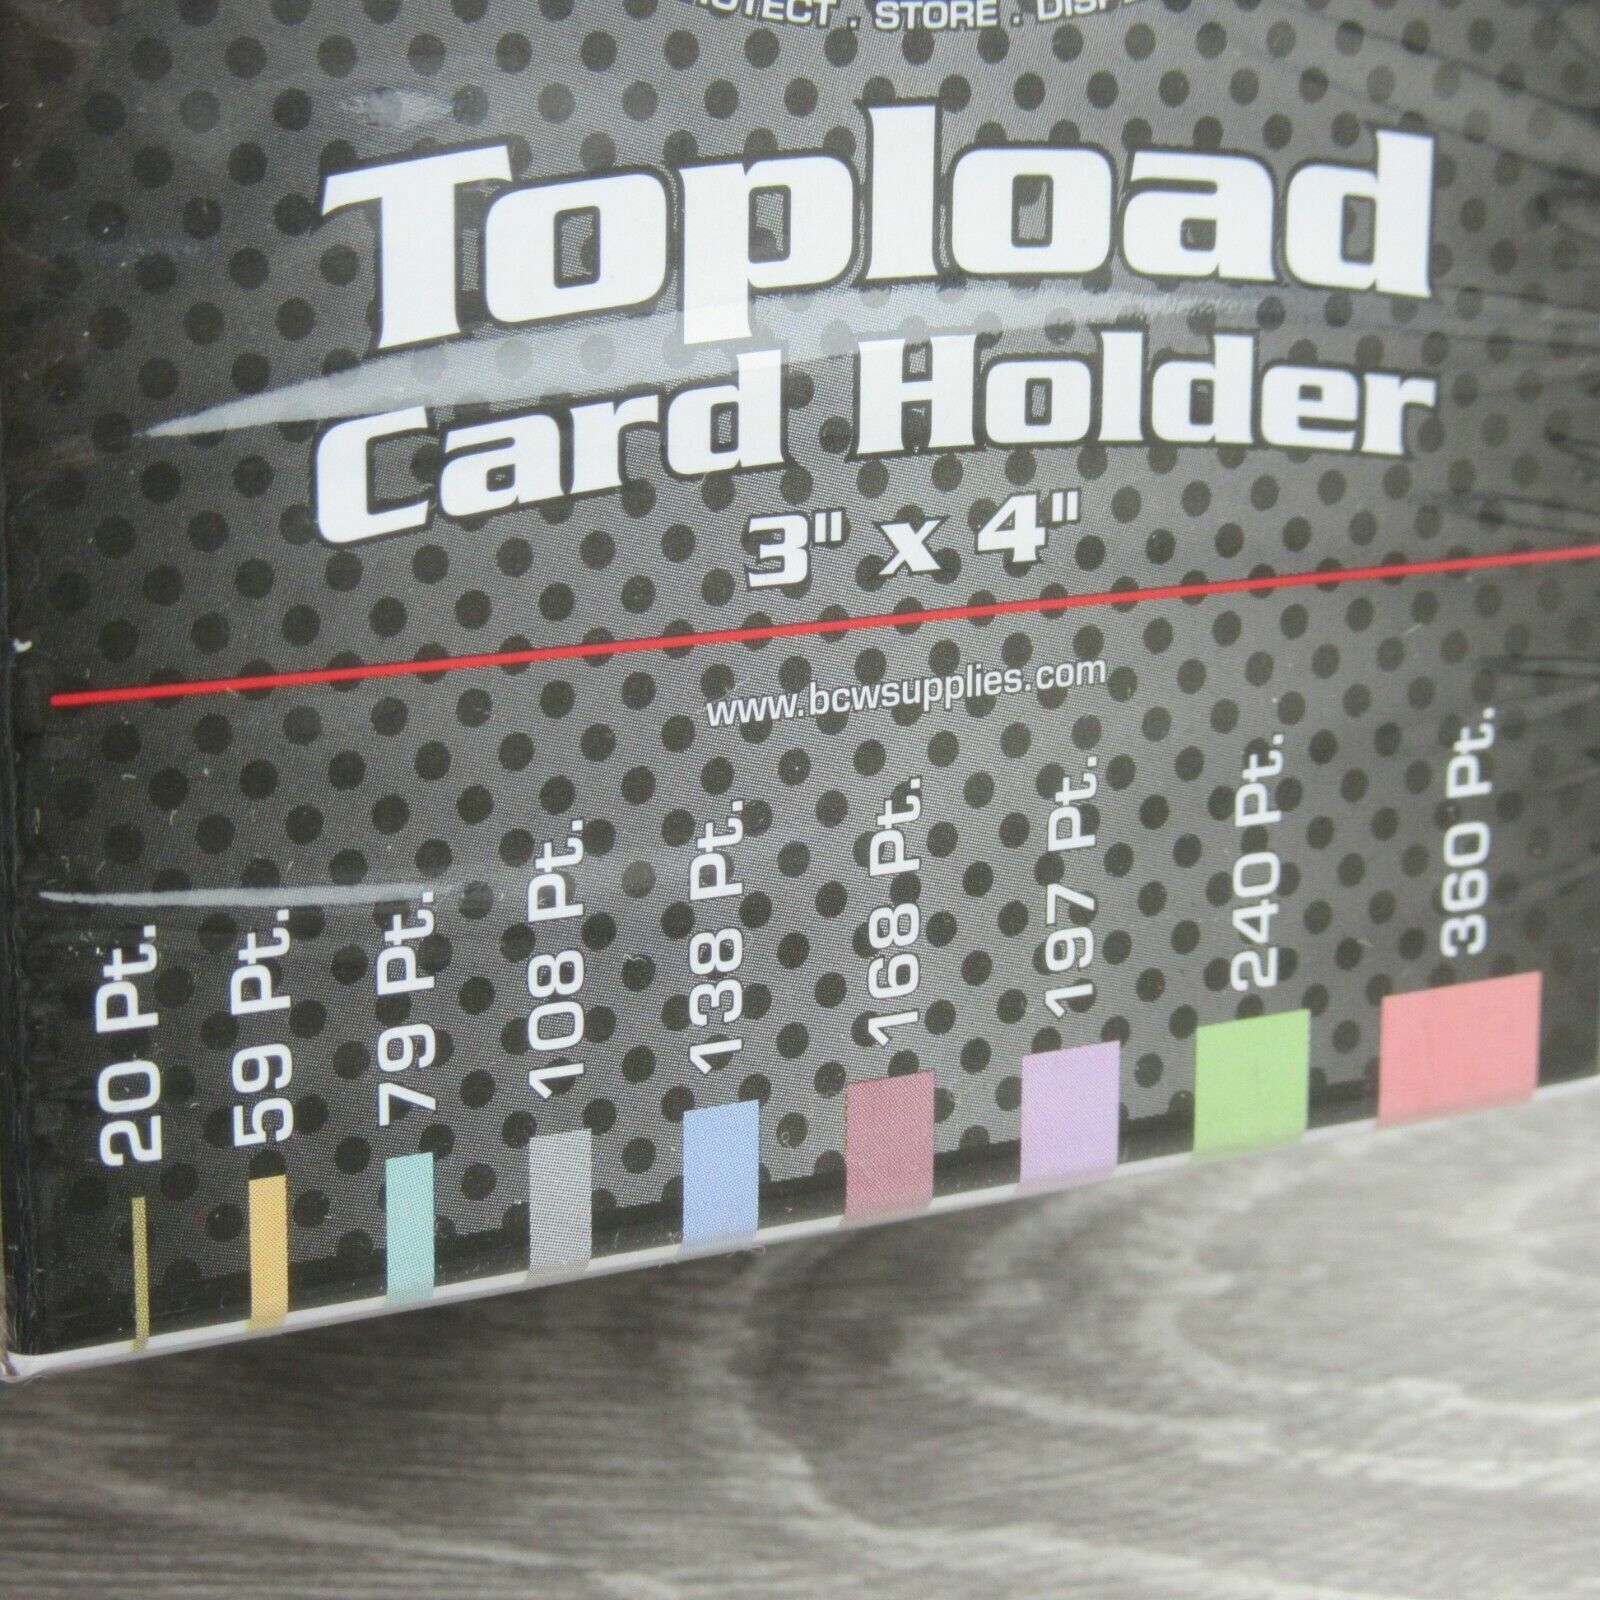 STORE .
Topload
Card Holder
3" x 4"
www.bcwsupplies.com
20 Pt.
59 Pt.
79 Pt.
108 Pt.
138 Pt.
168 Pt.
197 Pt.
240 Pt.
360 Pt.